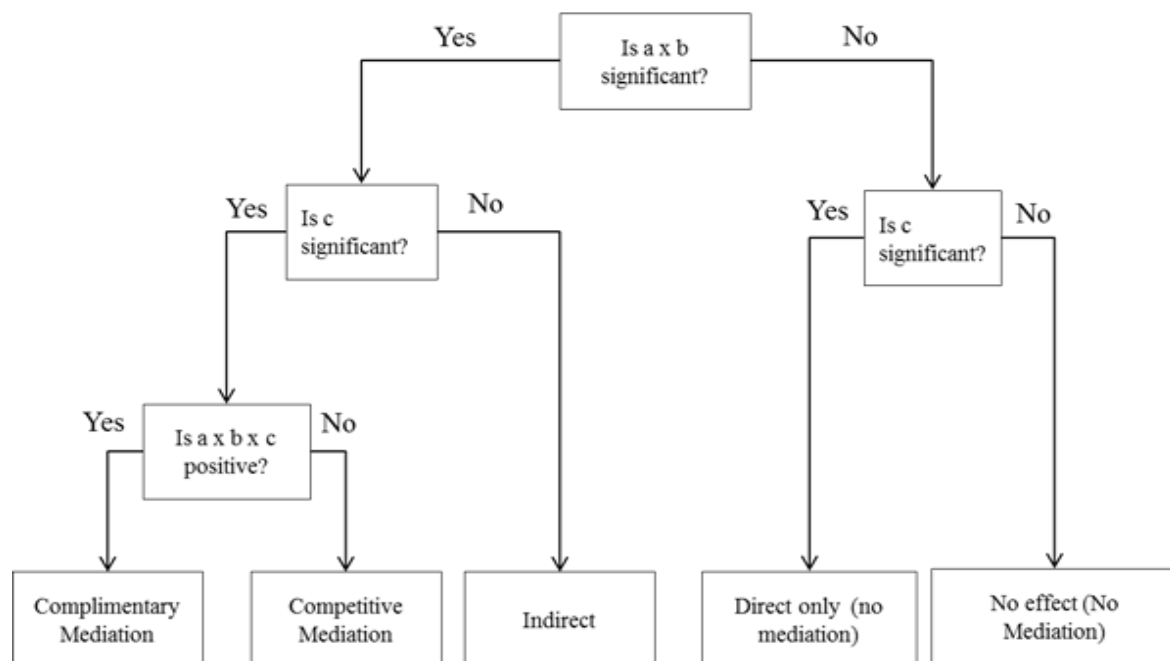 Yes
Is a x b
significant?
No
Yes
Is c
significant?
No
Yes
Is c
significant?
No
Yes
Is a x b x c
positive?
No
Complimentary
Mediation
Competitive
Mediation
Indirect
Direct only (no
mediation)
No effect (No
Mediation)